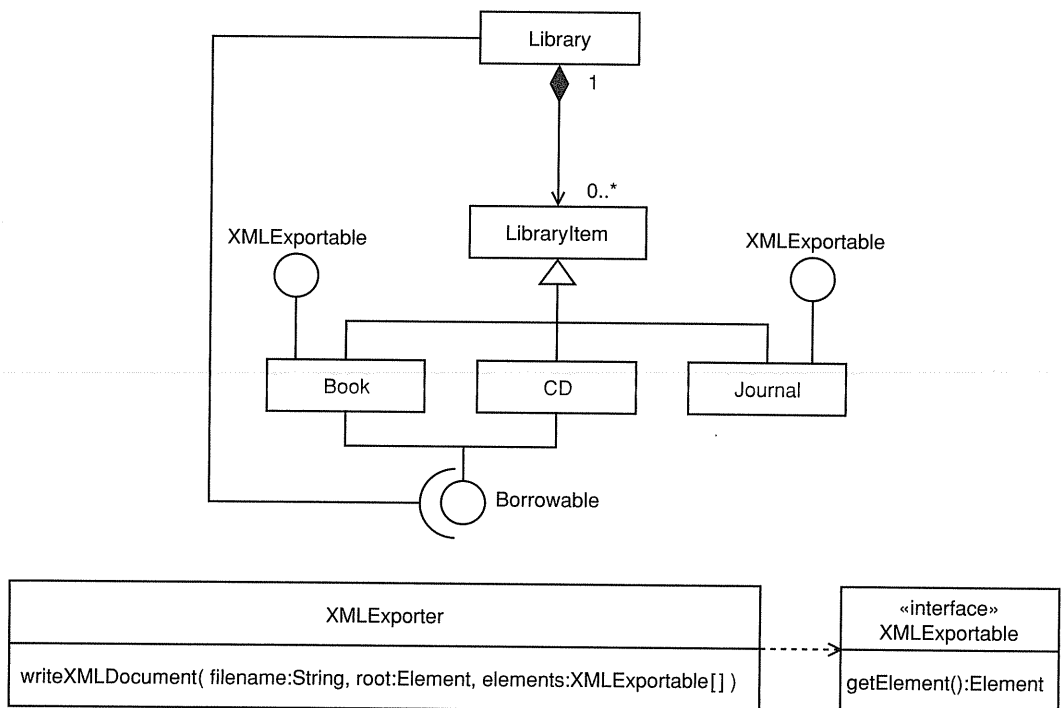 Library
1
0..*
LibraryItem
XMLExportable
XMLExportable
Book
CD
Journal
Borrowable
XMLExporter
writeXMLDocument( filename:String, root:Element, elements:XMLExportable[] )
«interface»
XMLExportable
getElement():Element